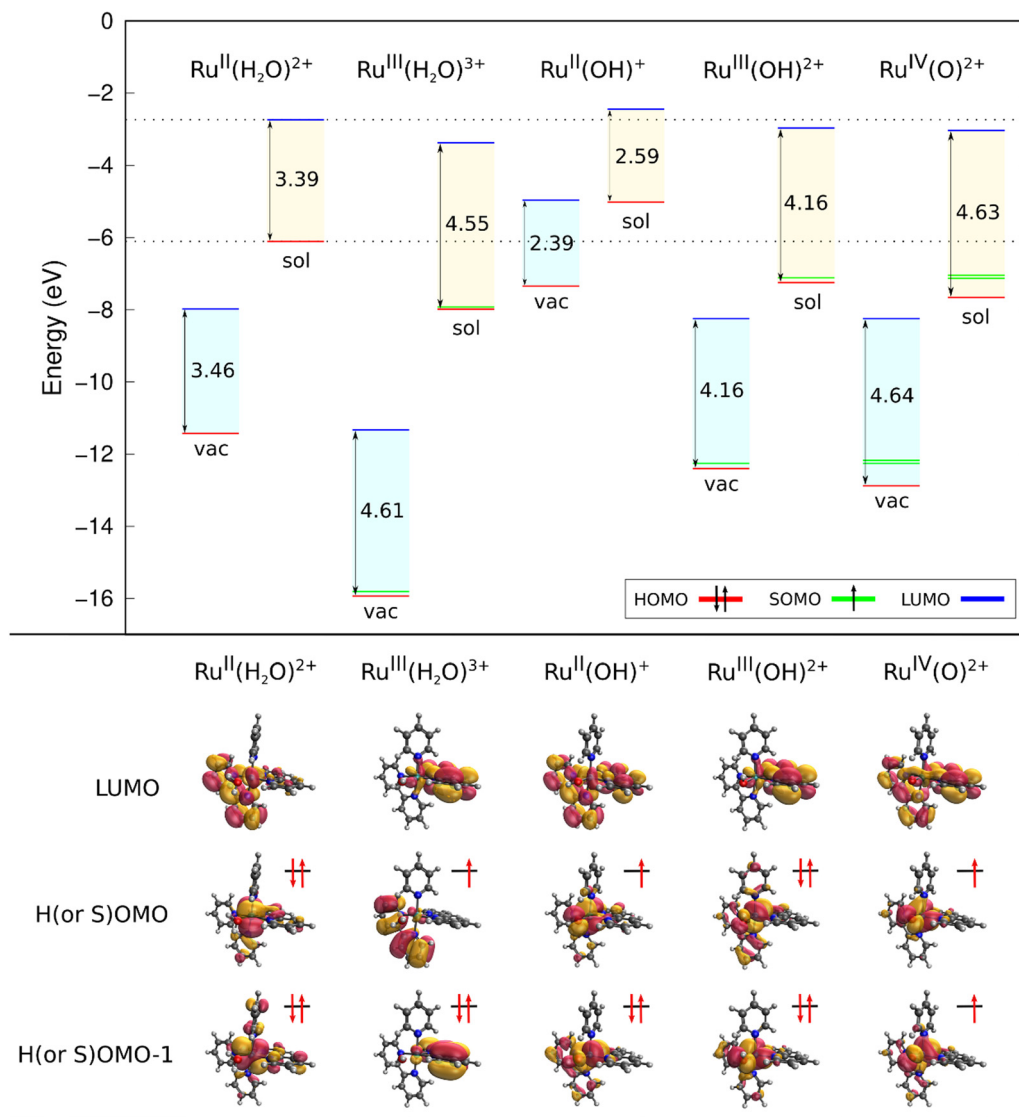 0
Ru^II(H₂O)²⁺ Ru^III(H₂O)³⁺ Ru^II(OH)⁺ Ru^III(OH)²⁺ Ru^IV(O)²⁺
−2
−4
−6
−8
−10
−12
−14
−16
Energy (eV)
3.39
sol
3.46
vac
4.55
sol
4.61
vac
2.59
sol
2.39
vac
4.16
sol
4.16
vac
4.63
sol
4.64
vac
HOMO SOMO LUMO
Ru^II(H₂O)²⁺ Ru^III(H₂O)³⁺ Ru^II(OH)⁺ Ru^III(OH)²⁺ Ru^IV(O)²⁺
LUMO
H(or S)OMO
H(or S)OMO-1